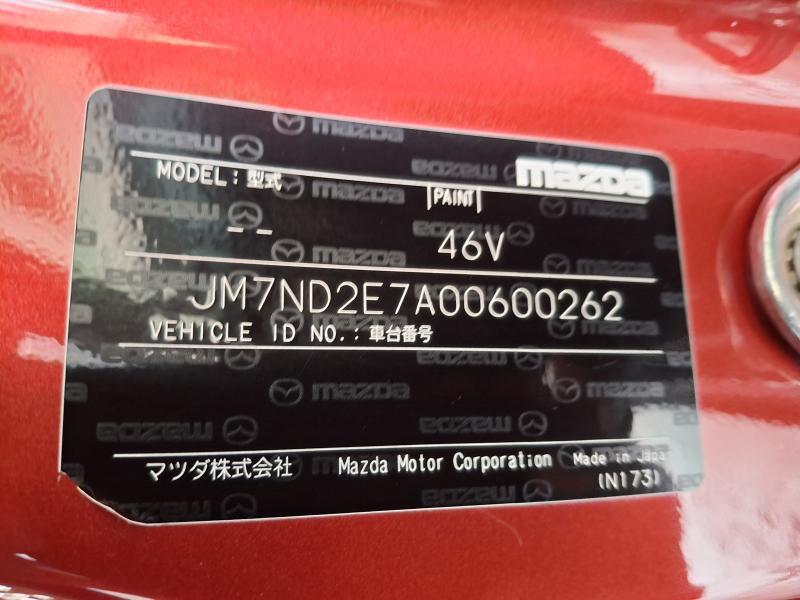 mazda
MODEL : 型式
PAINT
-- 46V
JM7ND2E7A00600262
VEHICLE ID NO. : 車台番号
マツダ株式会社 Mazda Motor Corporation Made in Japan
(N173)